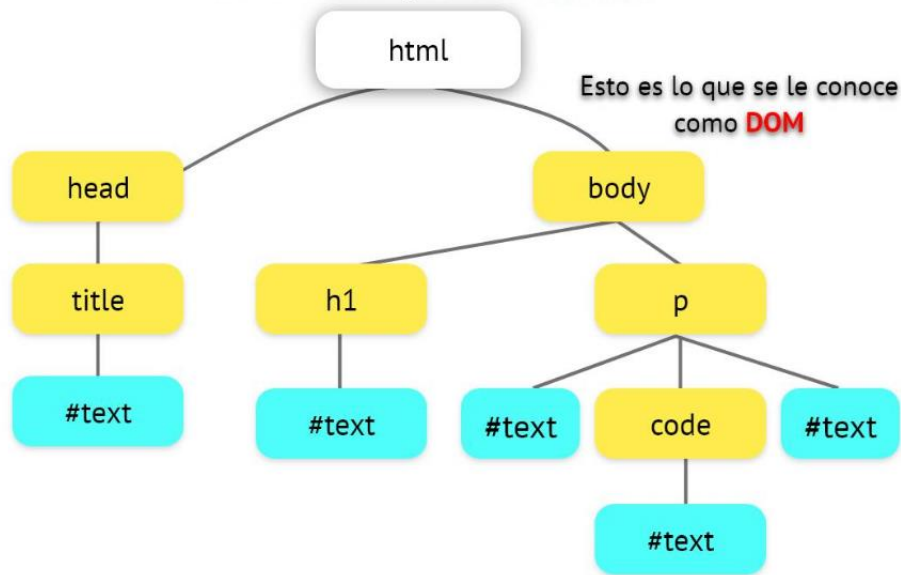 html
Esto es lo que se le conoce
como DOM
head
body
title
h1
p
#text
#text
#text
code
#text
#text